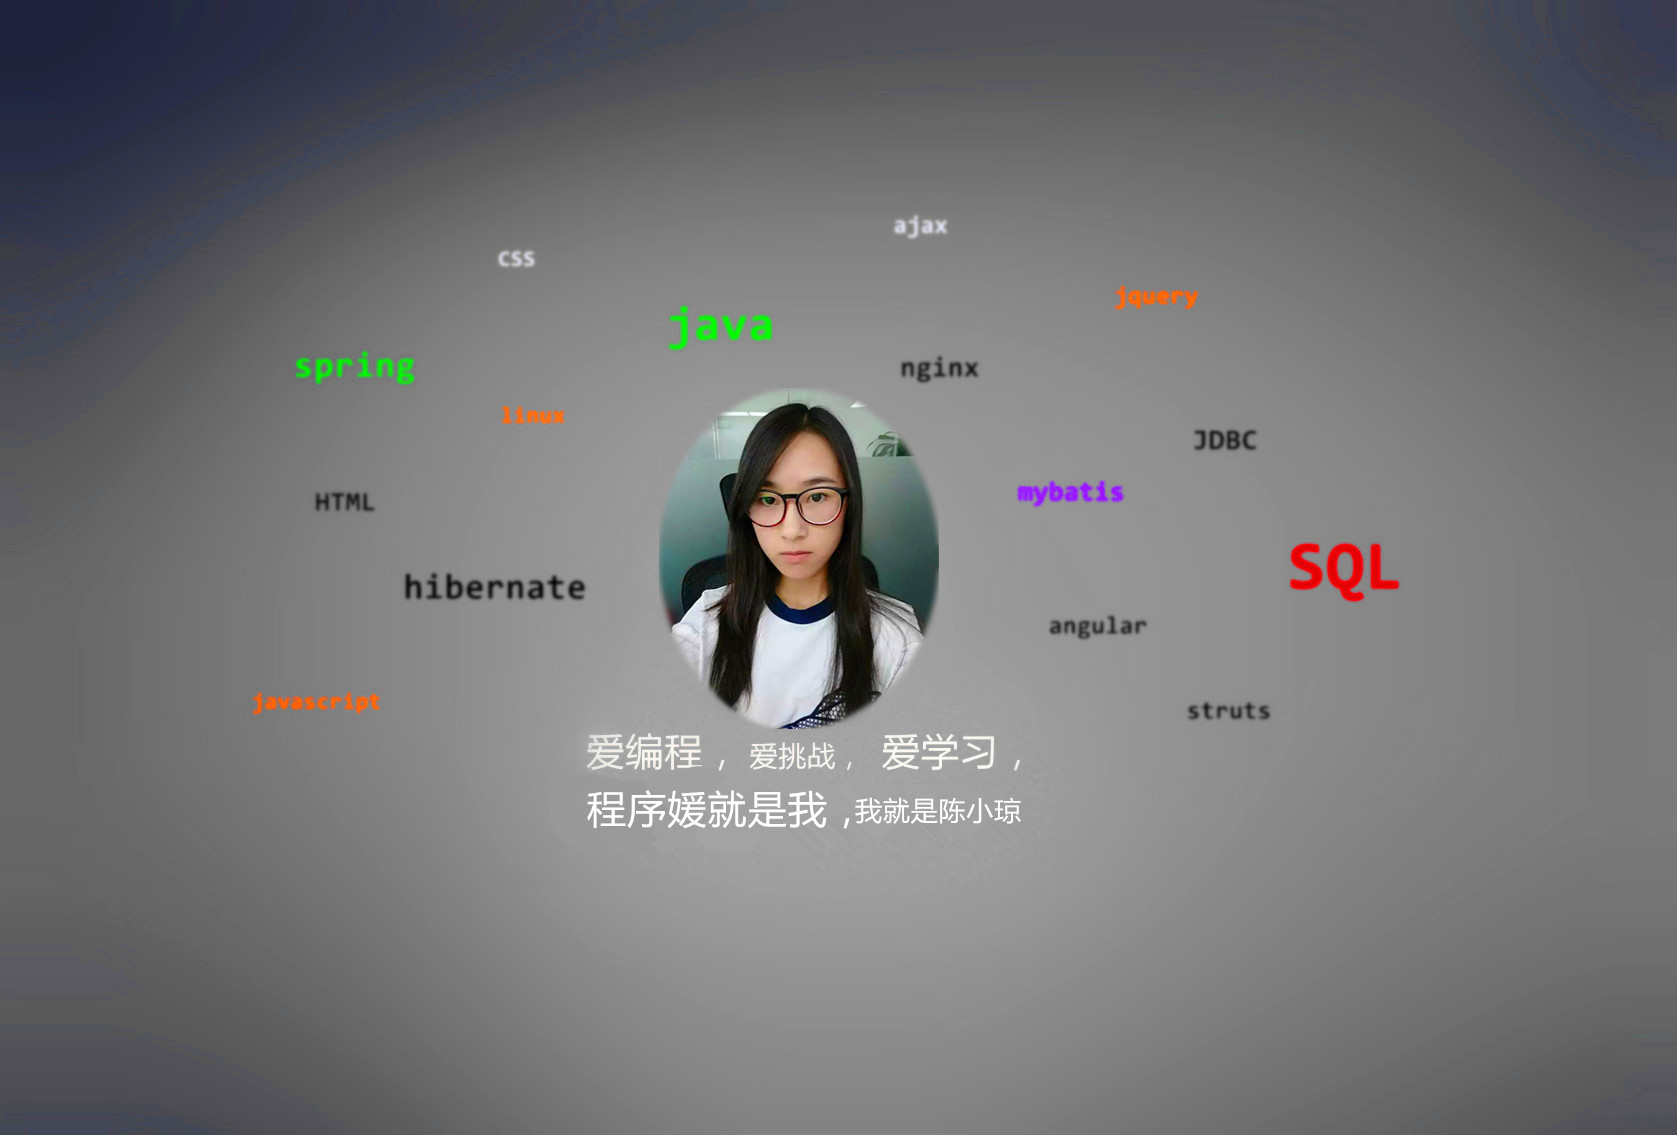 ajax
css
jquery
java
spring
nginx
linux
JDBC
mybatis
HTML
SQL
hibernate
angular
javascript
struts
爱编程，爱挑战，爱学习，
程序媛就是我，我就是陈小琼